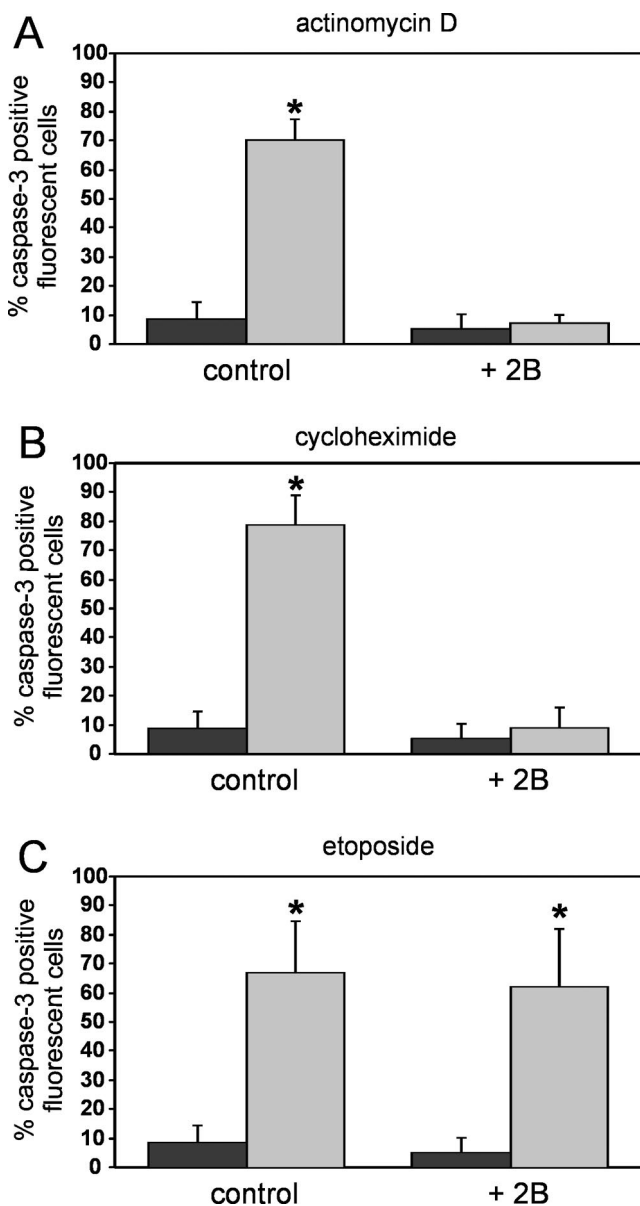 A
actinomycin D
% caspase-3 positive
fluorescent cells
100
90
80
70
60
50
40
30
20
10
0
*
control
+ 2B
B
cycloheximide
% caspase-3 positive
fluorescent cells
100
90
80
70
60
50
40
30
20
10
0
*
control
+ 2B
C
etoposide
% caspase-3 positive
fluorescent cells
100
90
80
70
60
50
40
30
20
10
0
*
*
control
+ 2B